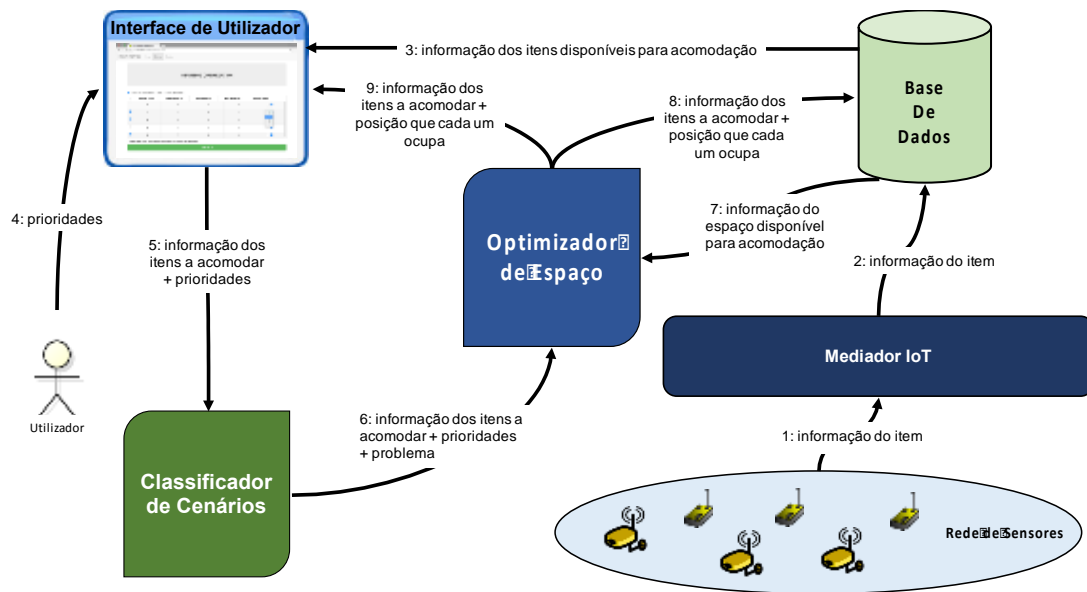 Interface de Utilizador
3: informação dos itens disponíveis para acomodação
9: informação dos
itens a acomodar +
posição que cada um
ocupa
8: informação dos
itens a acomodar +
posição que cada
um ocupa
Base
De
Dados
4: prioridades
5: informação dos
itens a acomodar
+ prioridades
Optimizador
de Espaço
7: informação do
espaço disponível
para acomodação
2: informação do item
Mediador IoT
Utilizador
6: informação dos itens a
acomodar + prioridades
+ problema
1: informação do item
Classificador
de Cenários
Rede de Sensores